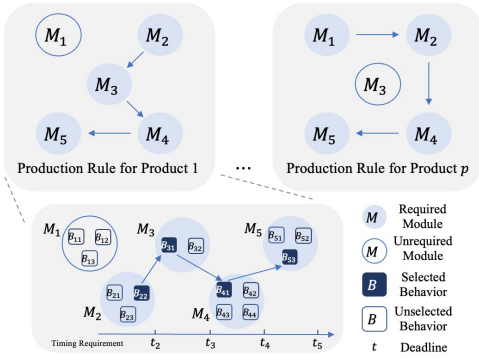 M₁ M₂
M₃
M₅ M₄
Production Rule for Product 1
...
M₁ M₂
M₃
M₅ M₄
Production Rule for Product p
M₁ B₁₁ B₁₂ B₁₃
M₂ B₂₁ B₂₂ B₂₃
M₃ B₃₁ B₃₂
M₄ B₄₁ B₄₂ B₄₃ B₄₄
M₅ B₅₁ B₅₂ B₅₃
Timing Requirement t₂ t₃ t₄ t₅
M Required
Module
M Unrequired
Module
B Selected
Behavior
B Unselected
Behavior
t Deadline